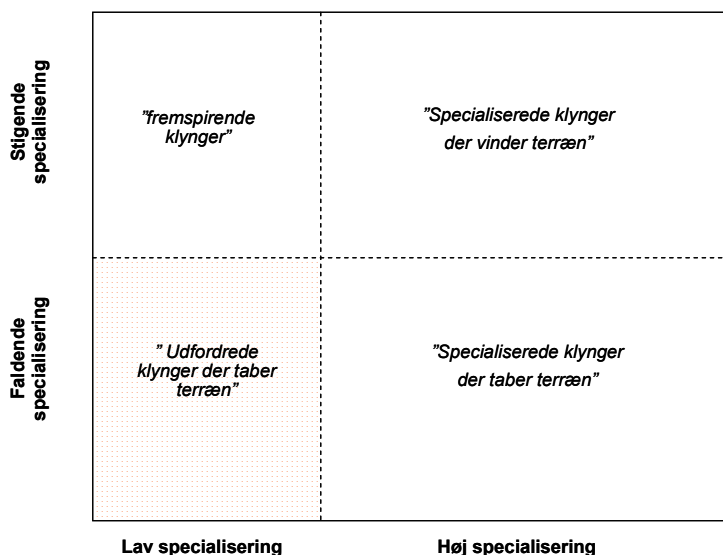 Stigende
specialisering
”fremspirende
klynger”
”Specialiserede klynger
der vinder terræn”
Faldende
specialisering
” Udfordrede
klynger der taber
terræn”
”Specialiserede klynger
der taber terræn”
Lav specialisering
Høj specialisering